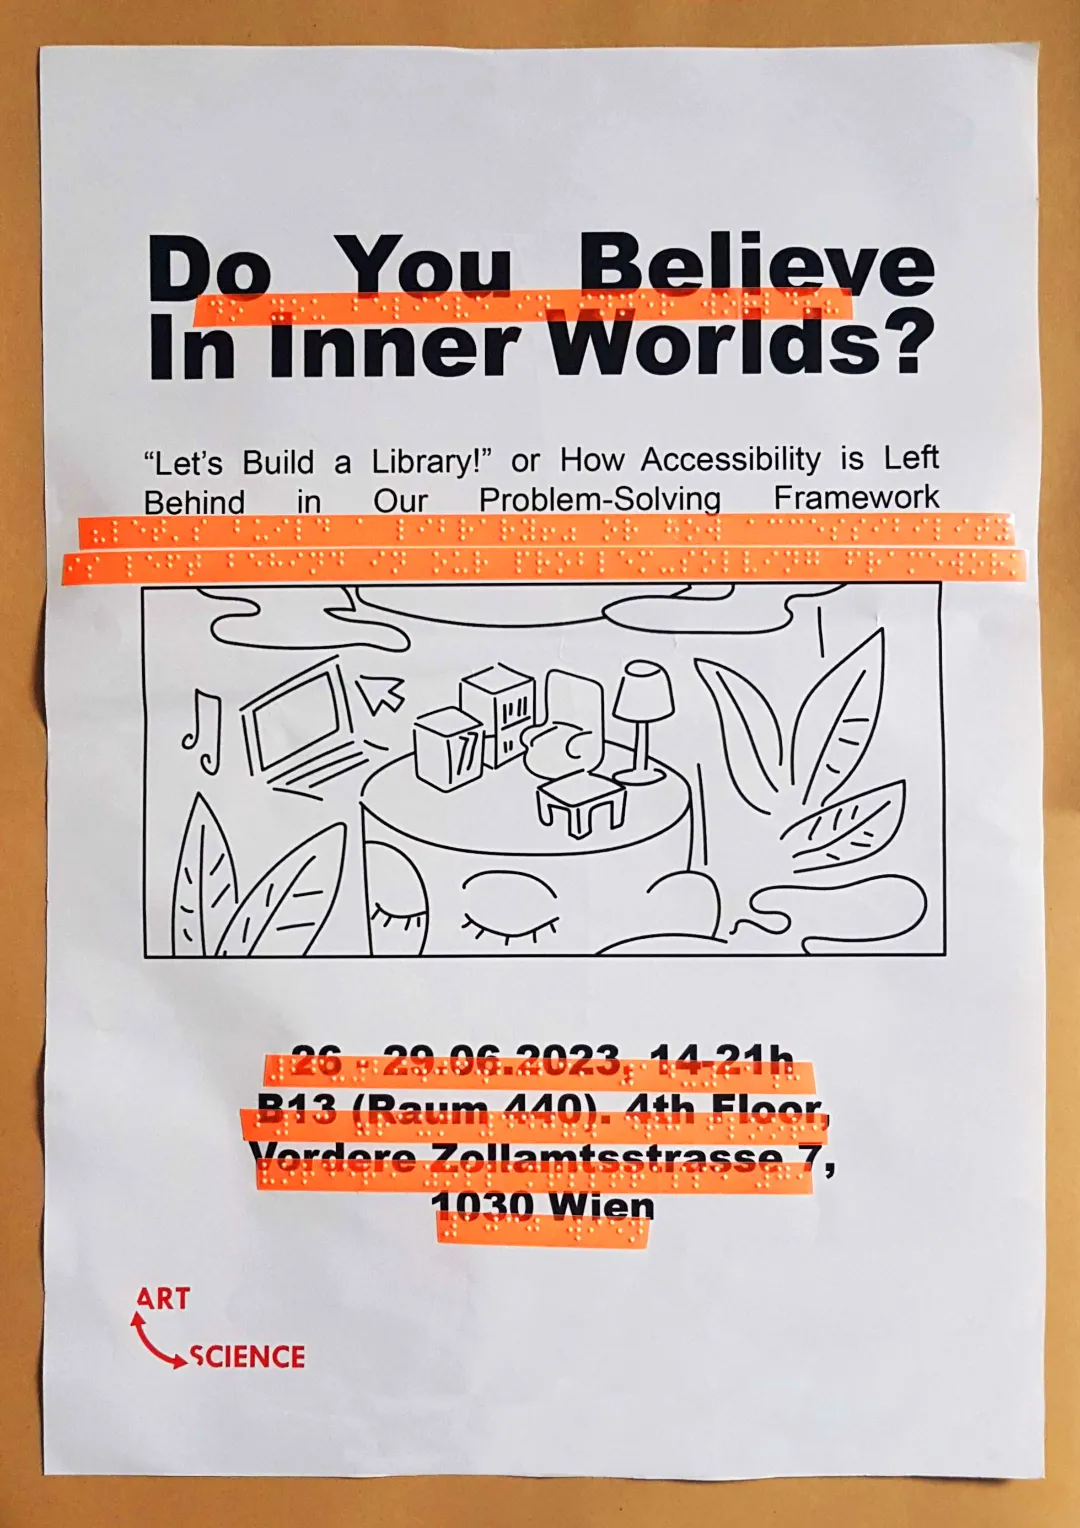 Do You Believe
In Inner Worlds?
“Let’s Build a Library!” or How Accessibility is Left
Behind in Our Problem-Solving Framework
26 - 29.06.2023, 14-21h
B13 (Raum 440). 4th Floor,
Vordere Zollamtsstrasse 7,
1030 Wien
ART
SCIENCE